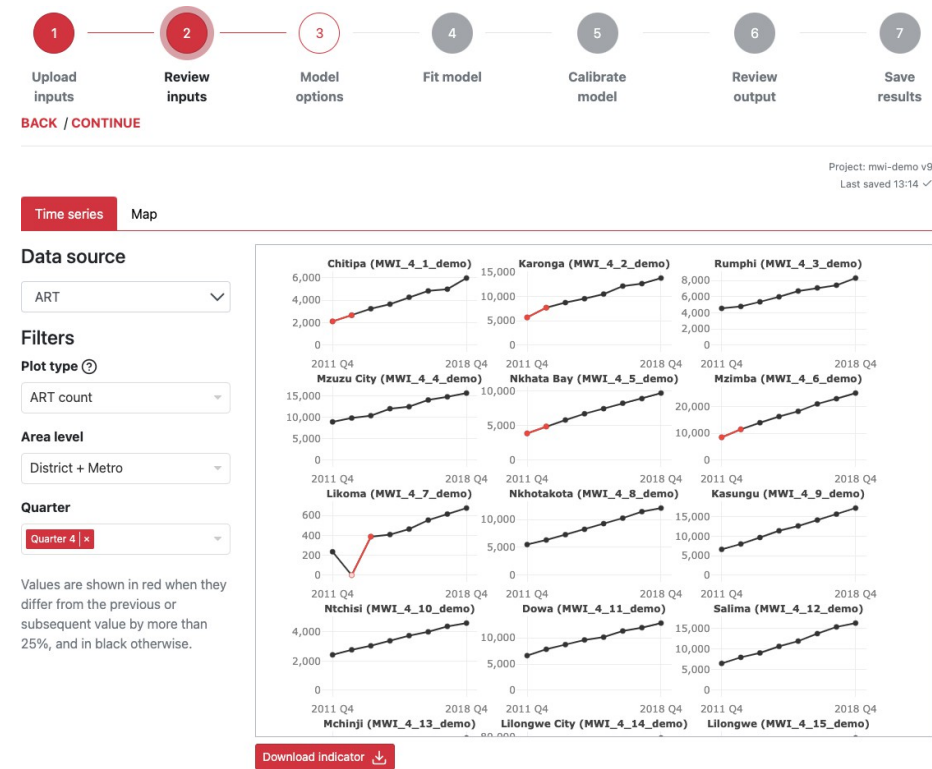 1 2 3 4 5 6 7
Upload inputs Review inputs Model options Fit model Calibrate model Review output Save results
BACK / CONTINUE
Project: mwi-demo v9
Last saved 13:14
Time series Map
Data source
ART
Filters
Plot type ?
ART count
Area level
District + Metro
Quarter
Quarter 4 ×
Values are shown in red when they
differ from the previous or
subsequent value by more than
25%, and in black otherwise.
Chitipa (MWI_4_1_demo)
6,000
4,000
2,000
0
2011 Q4 2018 Q4
Karonga (MWI_4_2_demo)
15,000
10,000
5,000
0
2011 Q4 2018 Q4
Rumphi (MWI_4_3_demo)
8,000
6,000
4,000
2,000
0
2011 Q4 2018 Q4
Mzuzu City (MWI_4_4_demo)
15,000
10,000
5,000
0
2011 Q4 2018 Q4
Nkhata Bay (MWI_4_5_demo)
10,000
5,000
0
2011 Q4 2018 Q4
Mzimba (MWI_4_6_demo)
20,000
10,000
0
2011 Q4 2018 Q4
Likoma (MWI_4_7_demo)
600
400
200
0
2011 Q4 2018 Q4
Nkhotakota (MWI_4_8_demo)
10,000
5,000
0
2011 Q4 2018 Q4
Kasungu (MWI_4_9_demo)
15,000
10,000
5,000
0
2011 Q4 2018 Q4
Ntchisi (MWI_4_10_demo)
4,000
2,000
0
2011 Q4 2018 Q4
Dowa (MWI_4_11_demo)
10,000
5,000
0
2011 Q4 2018 Q4
Salima (MWI_4_12_demo)
15,000
10,000
5,000
0
2011 Q4 2018 Q4
Mchinji (MWI_4_13_demo)
Lilongwe City (MWI_4_14_demo)
Lilongwe (MWI_4_15_demo)
Download indicator